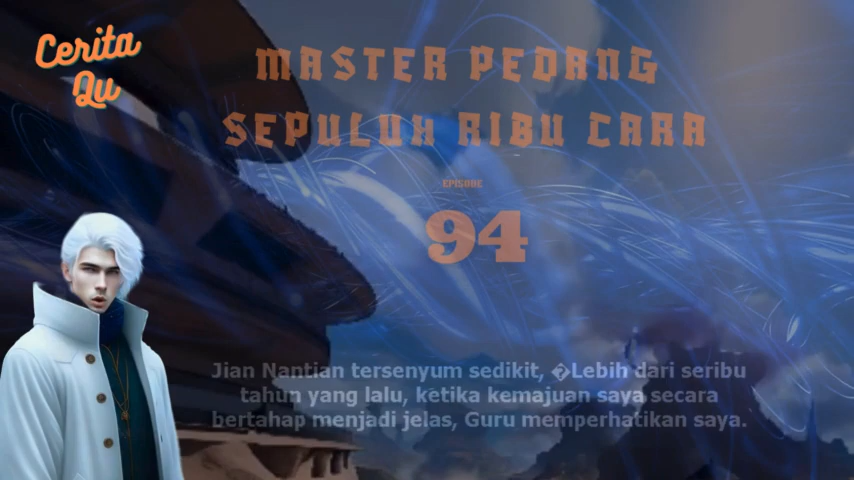 Cerita
Qu
MASTER PEDANG
SEPULUH RIBU CARA
EPISODE
94
Jian Nantian tersenyum sedikit, �Lebih dari seribu
tahun yang lalu, ketika kemajuan saya secara
bertahap menjadi jelas, Guru memperhatikan saya.